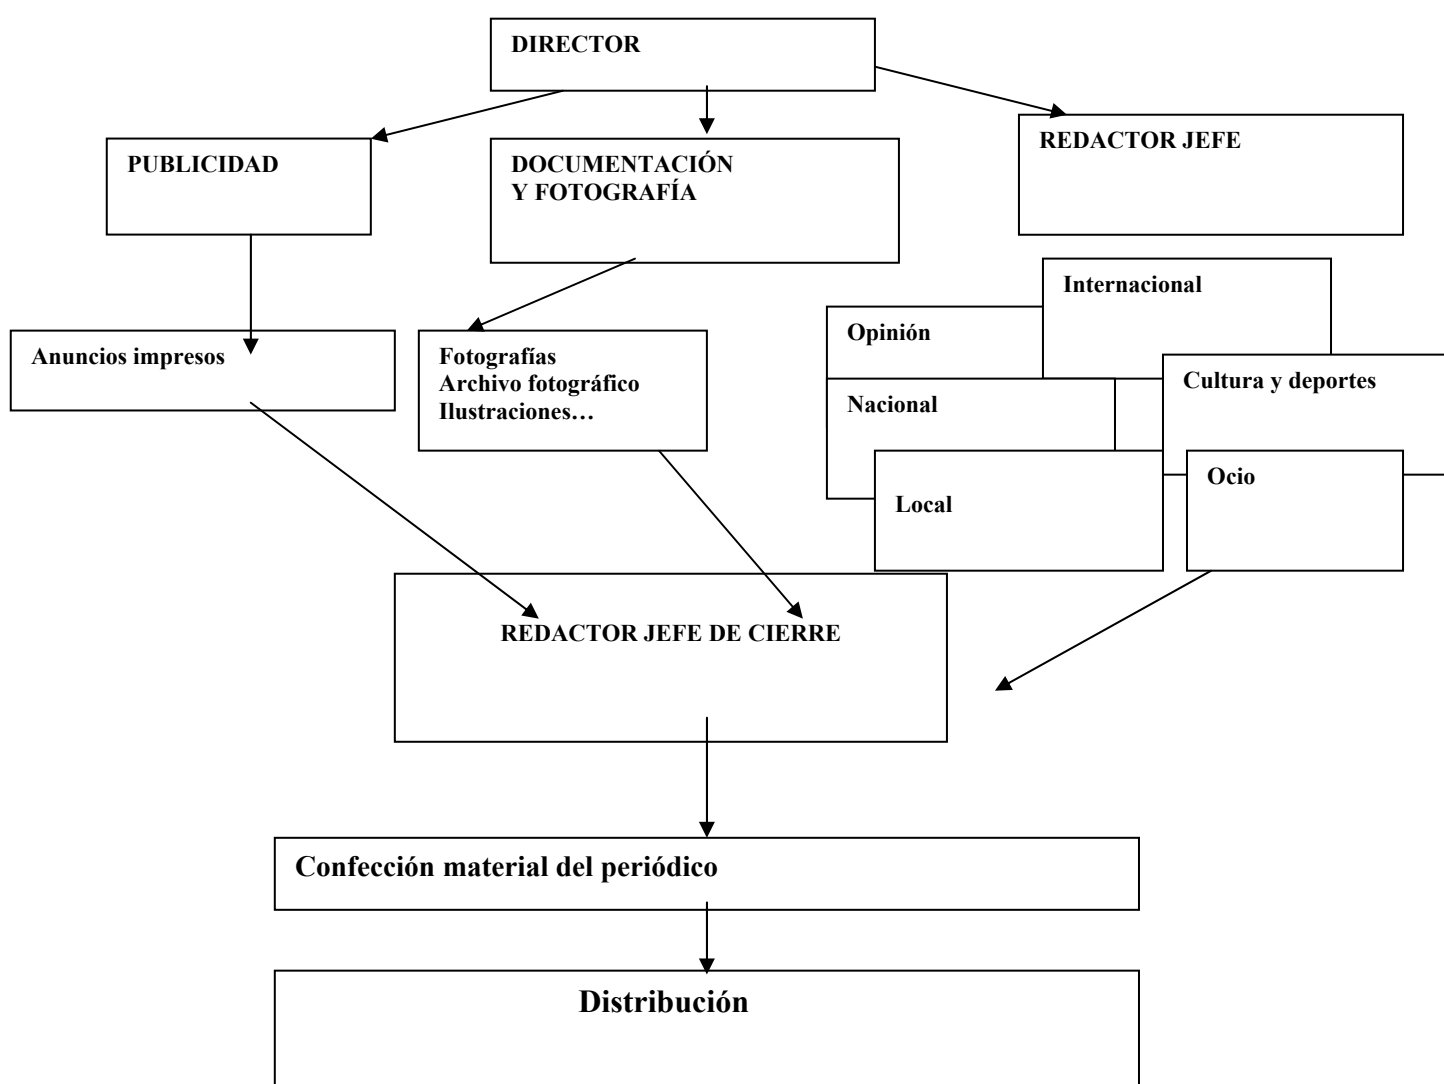 DIRECTOR
PUBLICIDAD
DOCUMENTACIÓN
Y FOTOGRAFÍA
REDACTOR JEFE
Internacional
Opinión
Anuncios impresos
Fotografías
Archivo fotográfico
Ilustraciones…
Cultura y deportes
Nacional
Ocio
Local
REDACTOR JEFE DE CIERRE
Confección material del periódico
Distribución